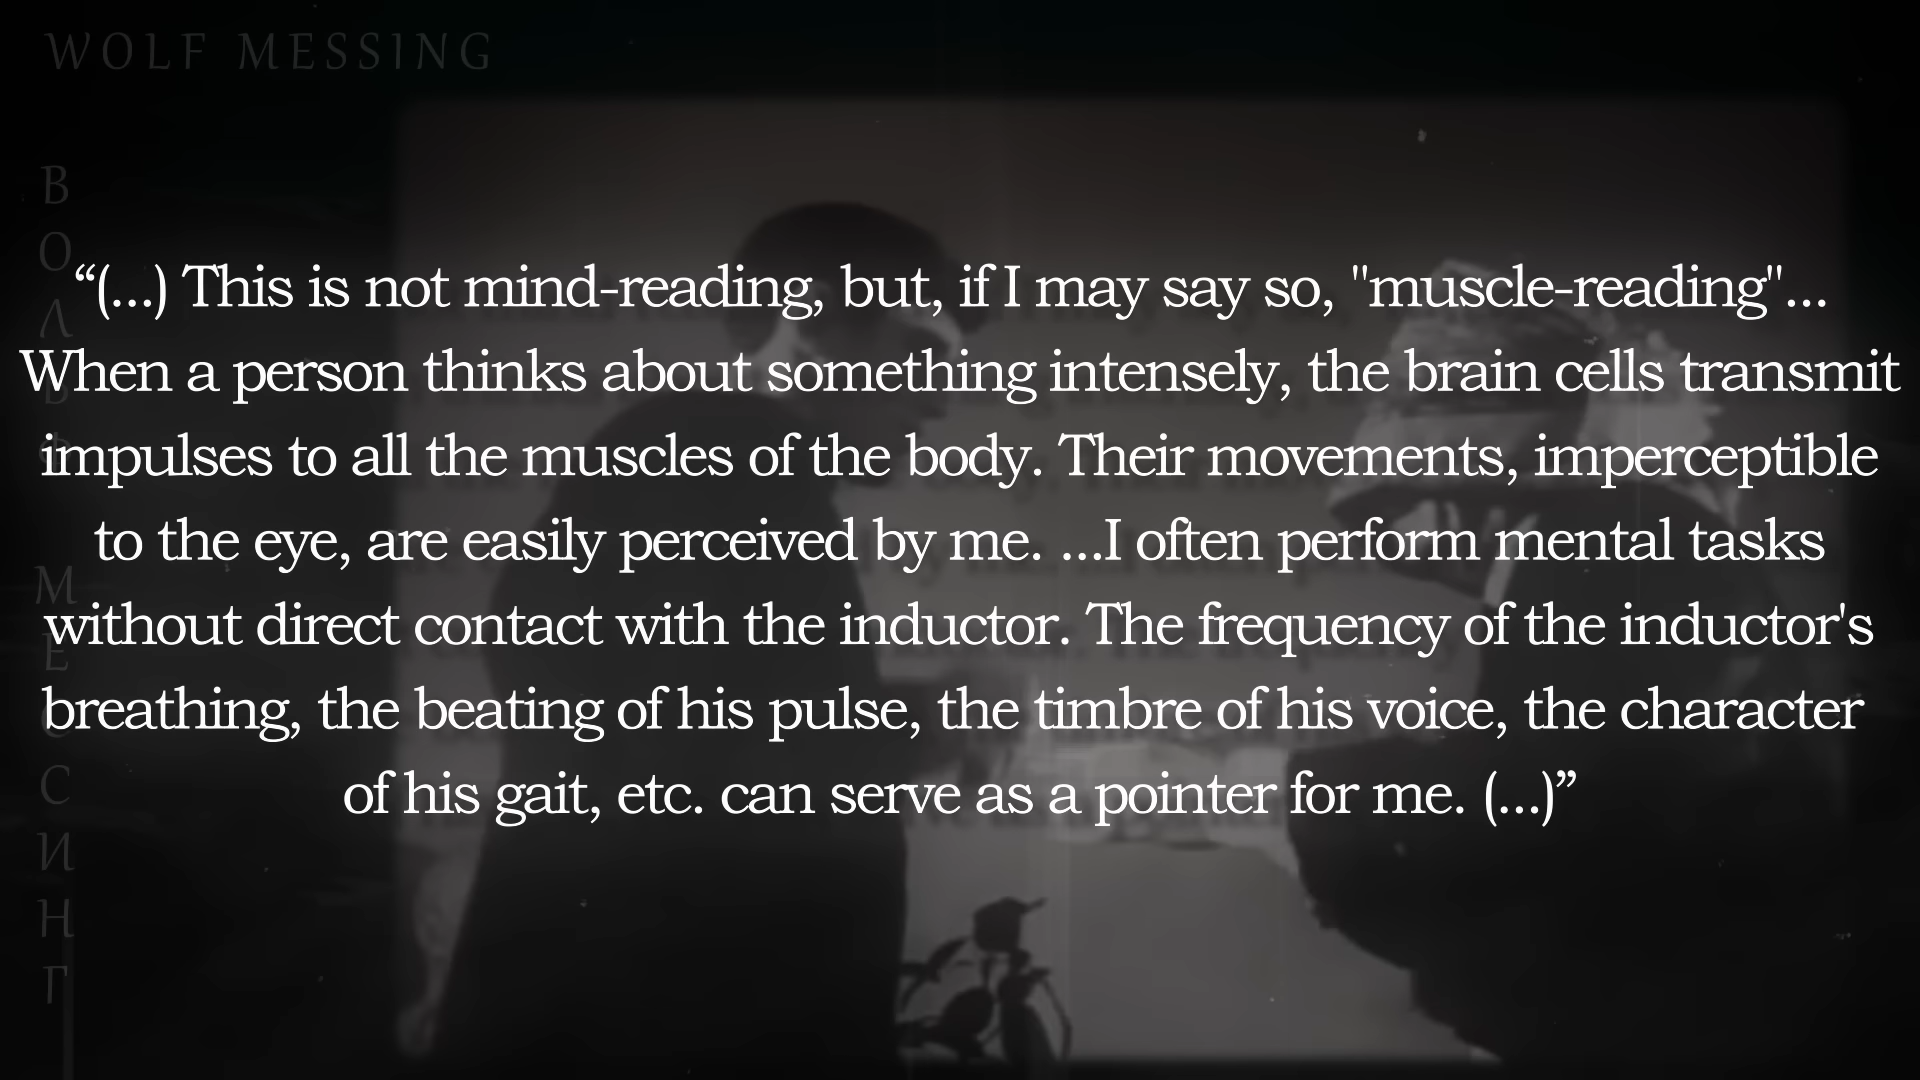 WOLF MESSING
ВОЛЬФ
МЕССИНГ
“(...) This is not mind-reading, but, if I may say so, "muscle-reading"...
When a person thinks about something intensely, the brain cells transmit
impulses to all the muscles of the body. Their movements, imperceptible
to the eye, are easily perceived by me. ...I often perform mental tasks
without direct contact with the inductor. The frequency of the inductor's
breathing, the beating of his pulse, the timbre of his voice, the character
of his gait, etc. can serve as a pointer for me. (...)”